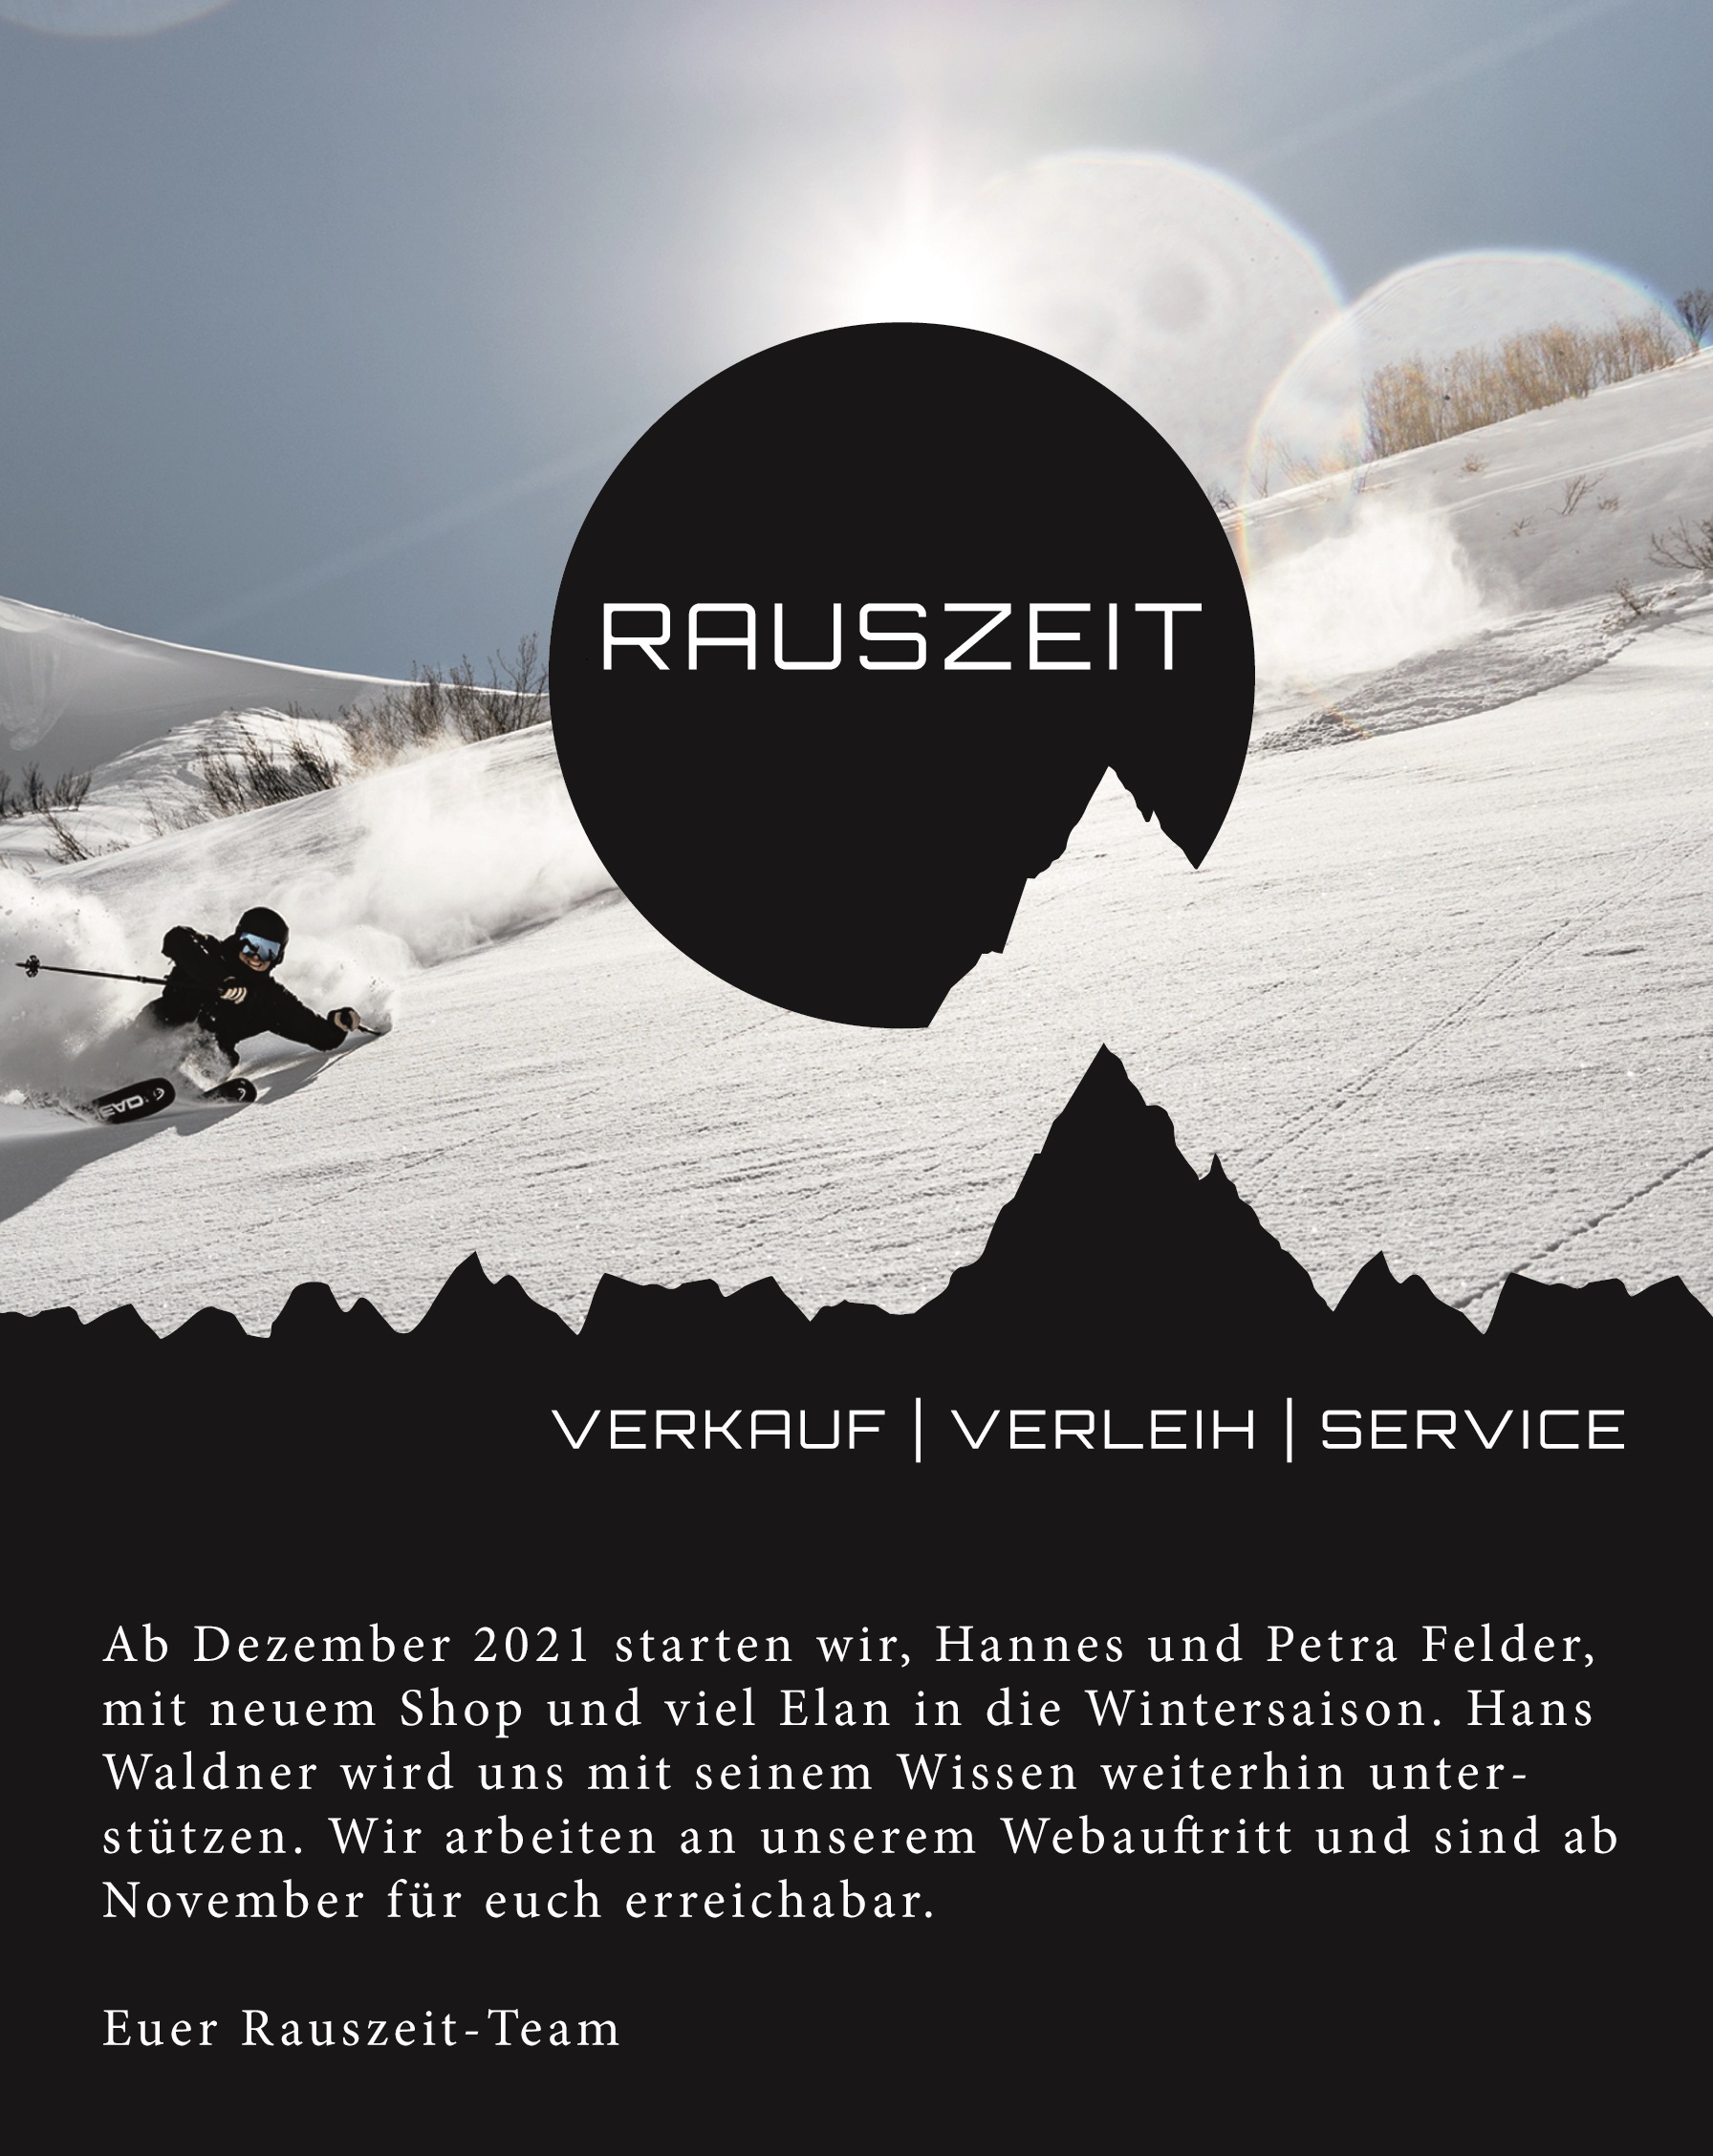 RAUSZEIT
VERKAUF | VERLEIH | SERVICE
Ab Dezember 2021 starten wir, Hannes und Petra Felder,
mit neuem Shop und viel Elan in die Wintersaison. Hans
Waldner wird uns mit seinem Wissen weiterhin unter-
stützen. Wir arbeiten an unserem Webauftritt und sind ab
November für euch erreichabar.
Euer Rauszeit-Team